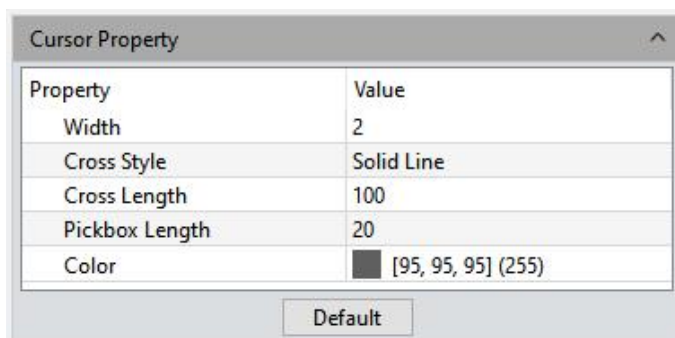 Cursor Property
Property Value
Width 2
Cross Style Solid Line
Cross Length 100
Pickbox Length 20
Color [95, 95, 95] (255)
Default